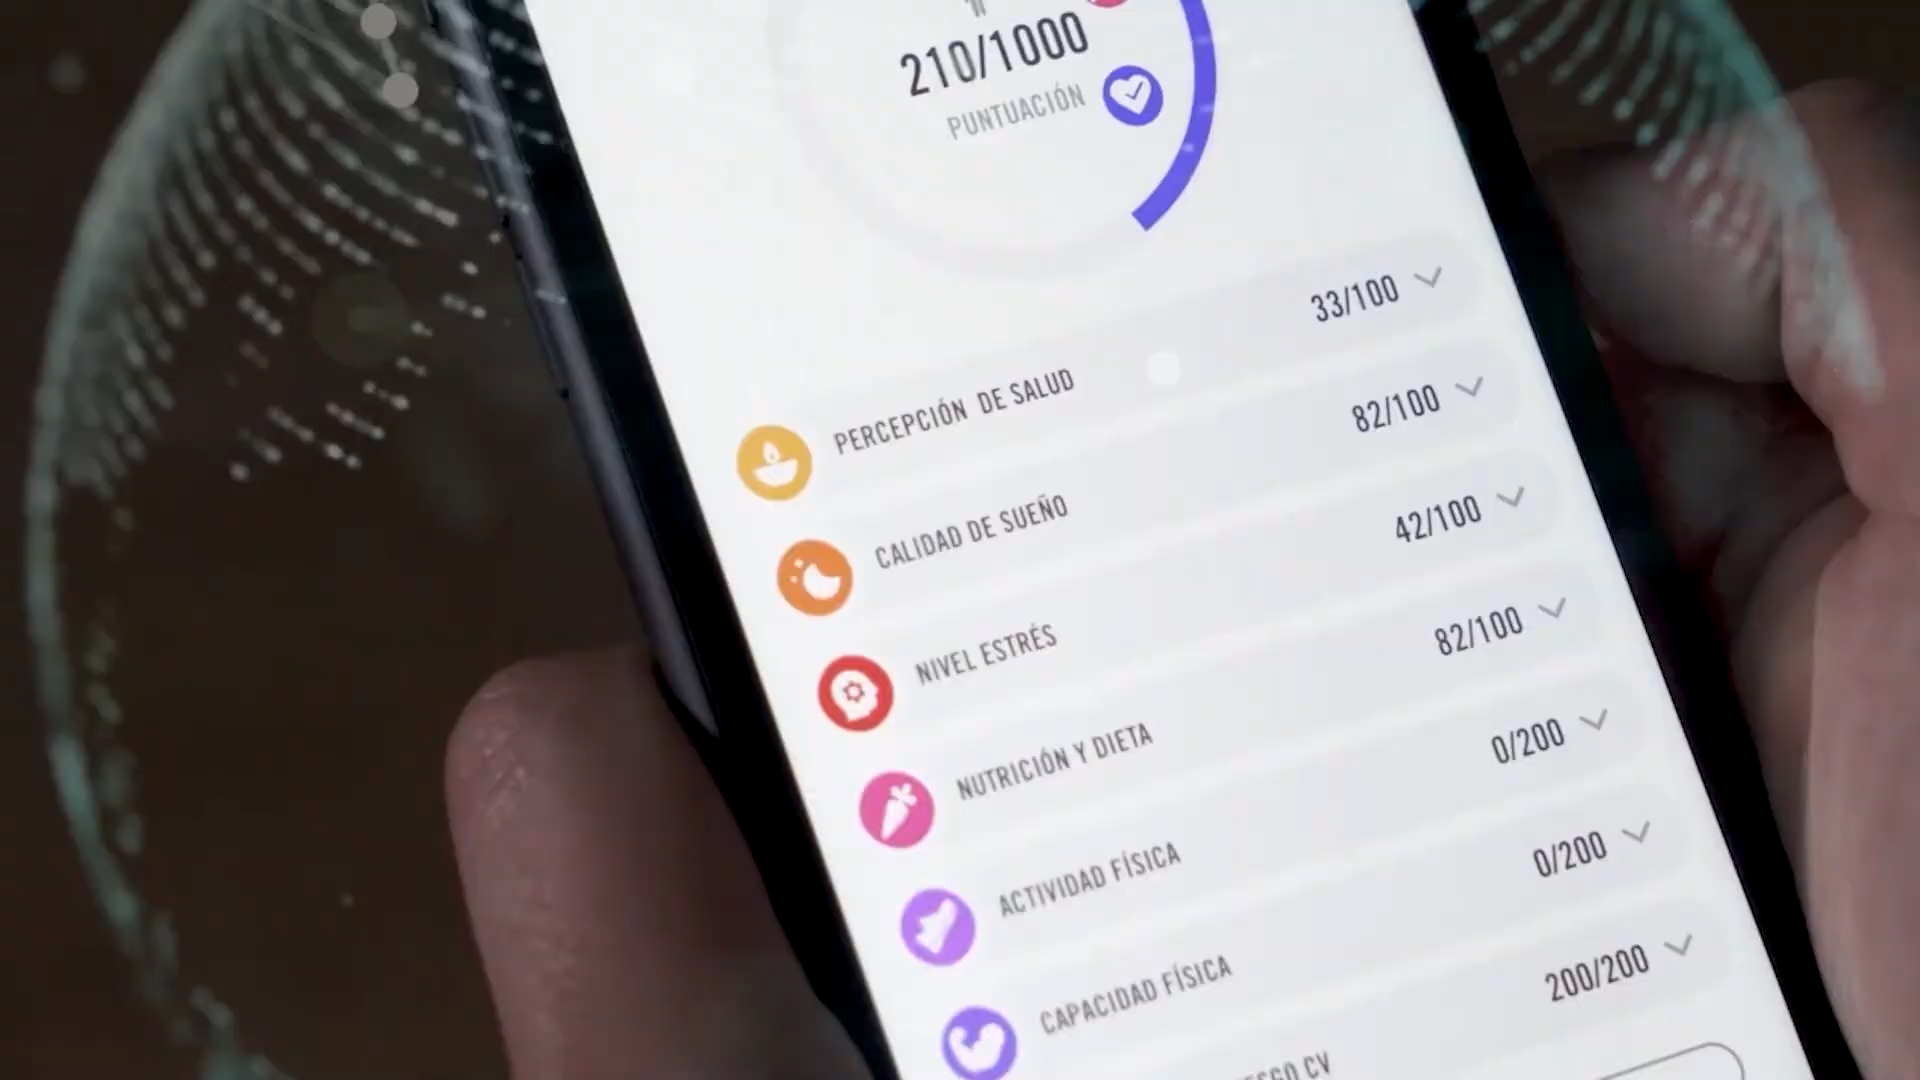 210/1000
PUNTUACIÓN
PERCEPCIÓN DE SALUD 33/100
CALIDAD DE SUEÑO 82/100
NIVEL ESTRÉS 42/100
NUTRICIÓN Y DIETA 82/100
ACTIVIDAD FÍSICA 0/200
CAPACIDAD FÍSICA 0/200
CV 200/200